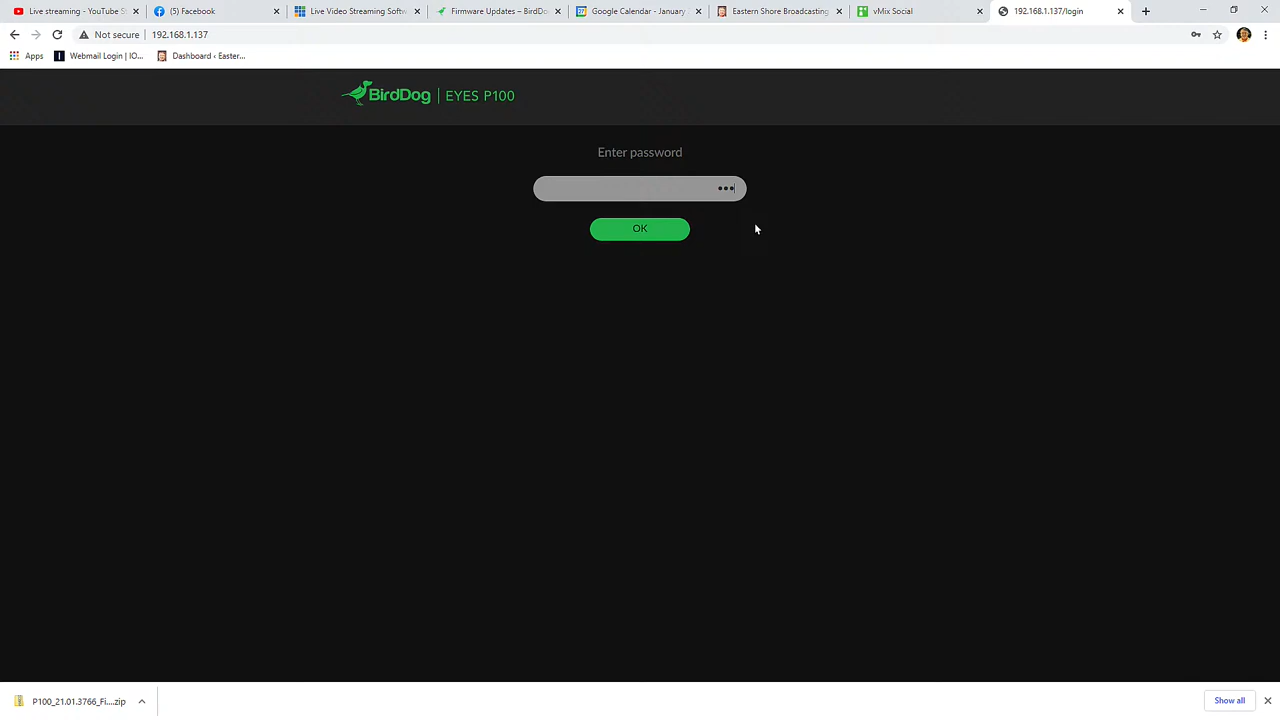 Live streaming - YouTube S
(5) Facebook
Live Video Streaming Softw
Firmware Updates – BirdDo
Google Calendar - January
Eastern Shore Broadcasting
vMix Social
192.168.1.137/login
Not secure
192.168.1.137
Apps
Webmail Login | IO...
Dashboard ‹ Easter...
BirdDog | EYES P100
Enter password
•••
OK
P100_21.01.3766_Fi....zip
Show all